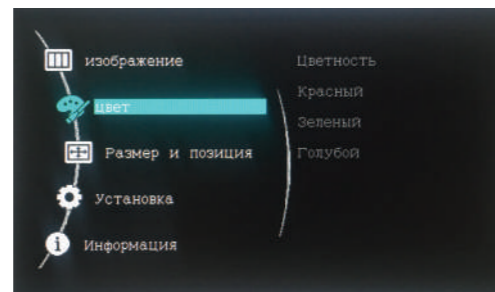 изображение
цвет
Размер и позиция
Установка
Информация
Цветность
Красный
Зеленый
Голубой